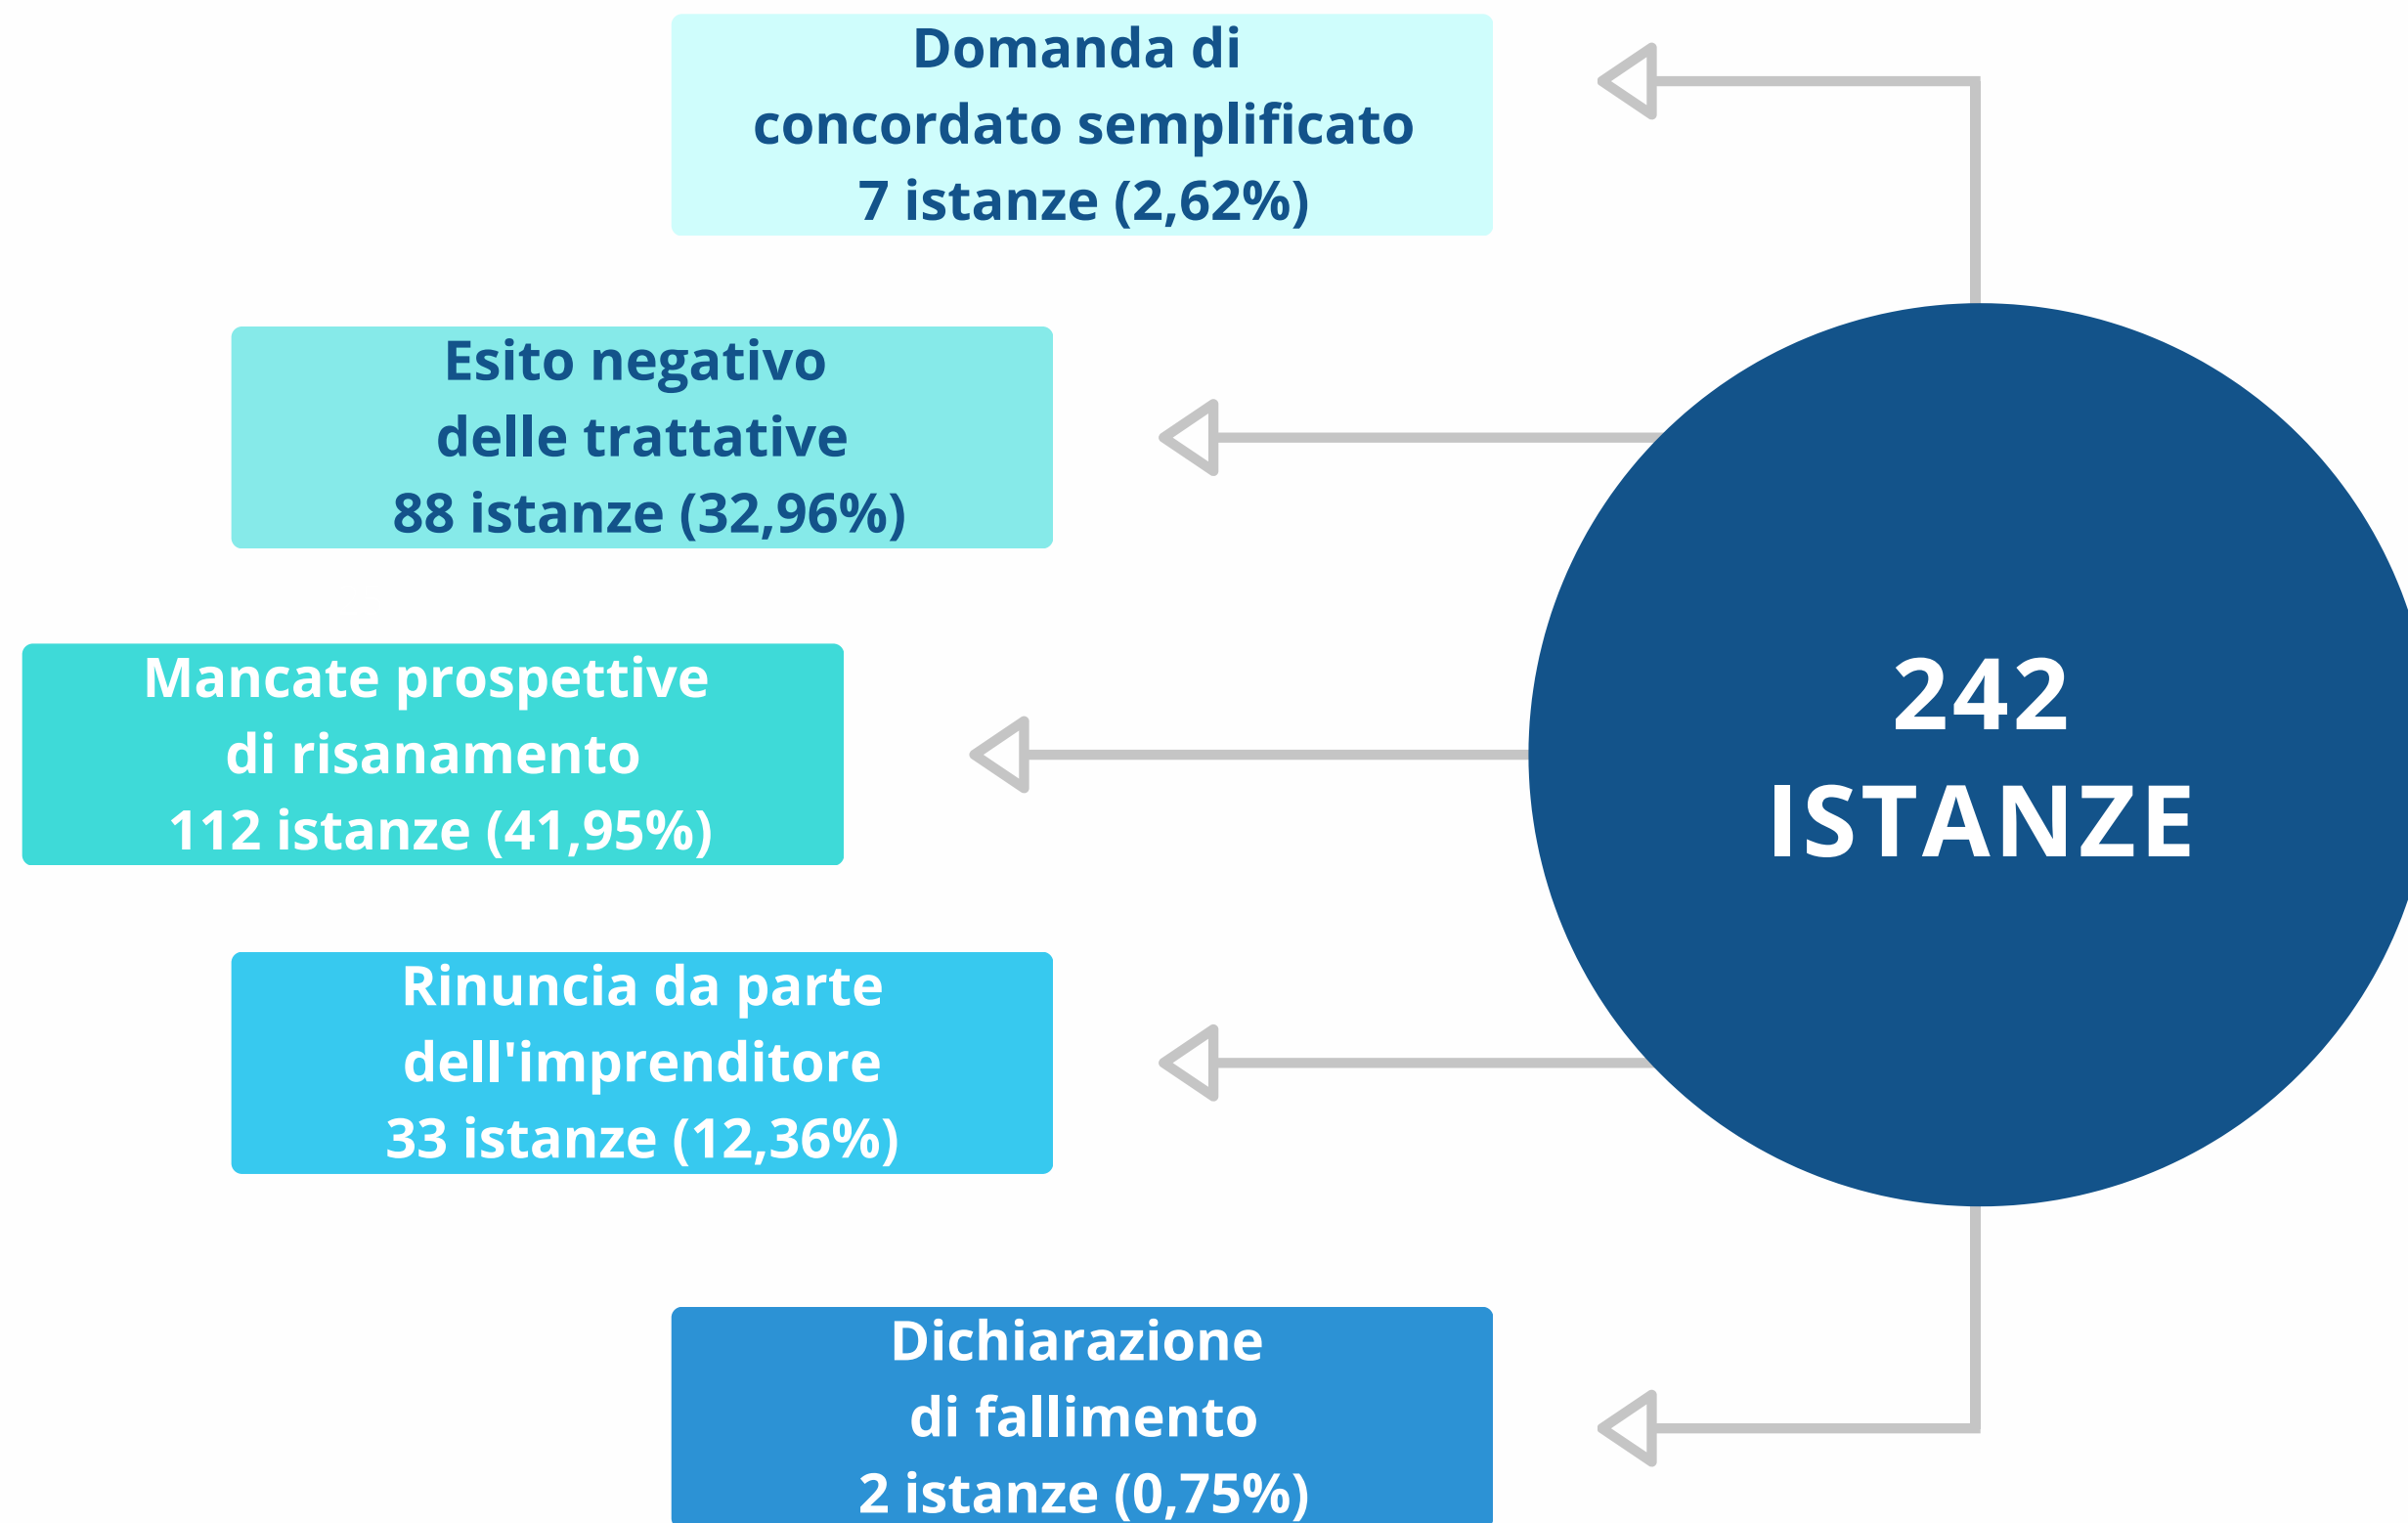 Domanda di
concordato semplificato
7 istanze (2,62%)
Esito negativo
delle trattative
88 istanze (32,96%)
Mancate prospettive
di risanamento
112 istanze (41,95%)
Rinuncia da parte
dell'imprenditore
33 istanze (12,36%)
Dichiarazione
di fallimento
2 istanze (0,75%)
242
ISTANZE